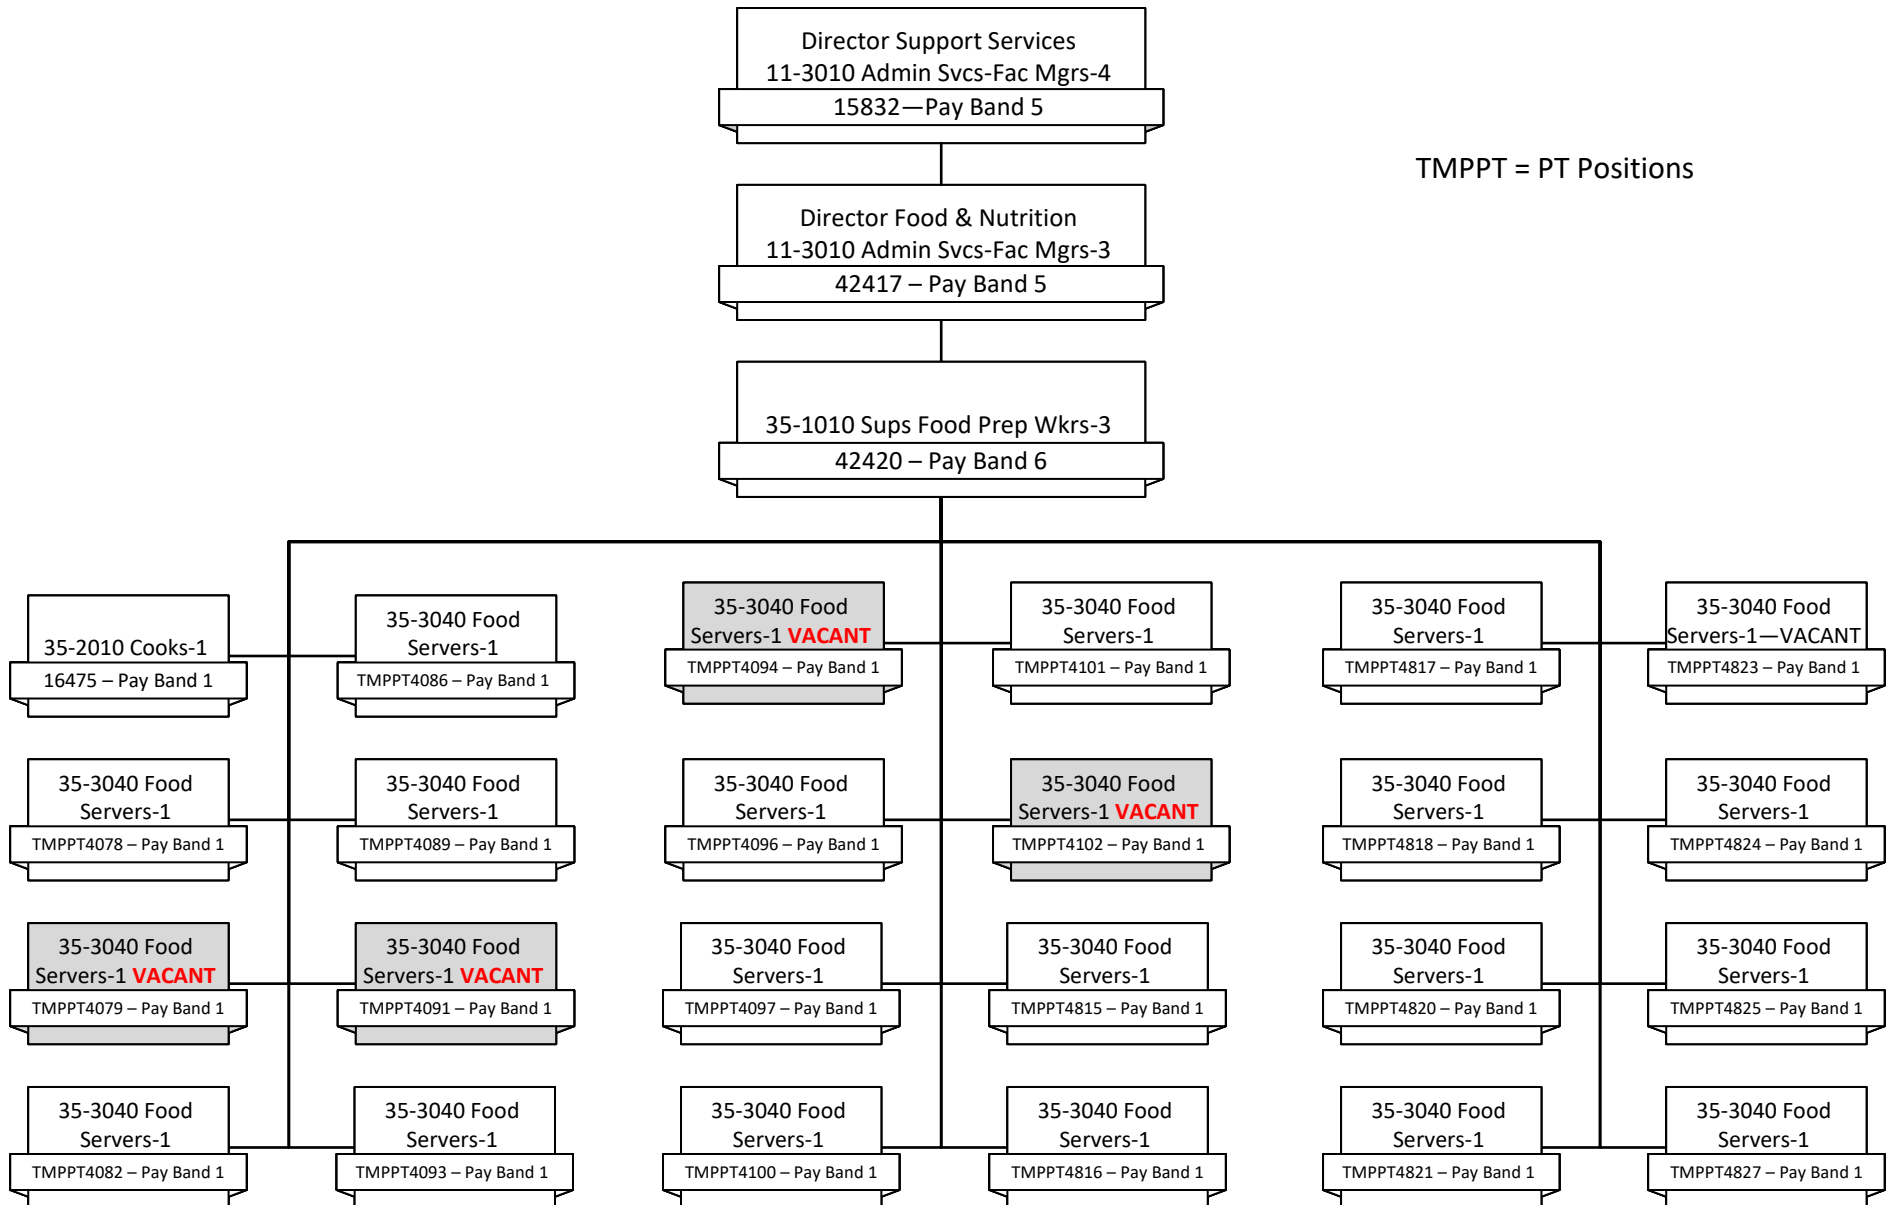 Director Support Services
11-3010 Admin Svcs-Fac Mgrs-4
15832—Pay Band 5
TMPPT = PT Positions
Director Food & Nutrition
11-3010 Admin Svcs-Fac Mgrs-3
42417 – Pay Band 5
35-1010 Sups Food Prep Wkrs-3
42420 – Pay Band 6
35-2010 Cooks-1
16475 – Pay Band 1
35-3040 Food
Servers-1
TMPPT4086 – Pay Band 1
35-3040 Food
Servers-1 VACANT
TMPPT4094 – Pay Band 1
35-3040 Food
Servers-1
TMPPT4101 – Pay Band 1
35-3040 Food
Servers-1
TMPPT4817 – Pay Band 1
35-3040 Food
Servers-1—VACANT
TMPPT4823 – Pay Band 1
35-3040 Food
Servers-1
TMPPT4078 – Pay Band 1
35-3040 Food
Servers-1
TMPPT4089 – Pay Band 1
35-3040 Food
Servers-1
TMPPT4096 – Pay Band 1
35-3040 Food
Servers-1 VACANT
TMPPT4102 – Pay Band 1
35-3040 Food
Servers-1
TMPPT4818 – Pay Band 1
35-3040 Food
Servers-1
TMPPT4824 – Pay Band 1
35-3040 Food
Servers-1 VACANT
TMPPT4079 – Pay Band 1
35-3040 Food
Servers-1 VACANT
TMPPT4091 – Pay Band 1
35-3040 Food
Servers-1
TMPPT4097 – Pay Band 1
35-3040 Food
Servers-1
TMPPT4815 – Pay Band 1
35-3040 Food
Servers-1
TMPPT4820 – Pay Band 1
35-3040 Food
Servers-1
TMPPT4825 – Pay Band 1
35-3040 Food
Servers-1
TMPPT4082 – Pay Band 1
35-3040 Food
Servers-1
TMPPT4093 – Pay Band 1
35-3040 Food
Servers-1
TMPPT4100 – Pay Band 1
35-3040 Food
Servers-1
TMPPT4816 – Pay Band 1
35-3040 Food
Servers-1
TMPPT4821 – Pay Band 1
35-3040 Food
Servers-1
TMPPT4827 – Pay Band 1